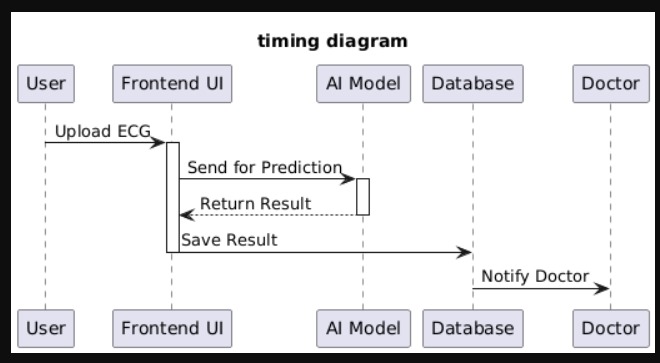 timing diagram
User Frontend UI AI Model Database Doctor
Upload ECG
Send for Prediction
Return Result
Save Result
Notify Doctor
User Frontend UI AI Model Database Doctor